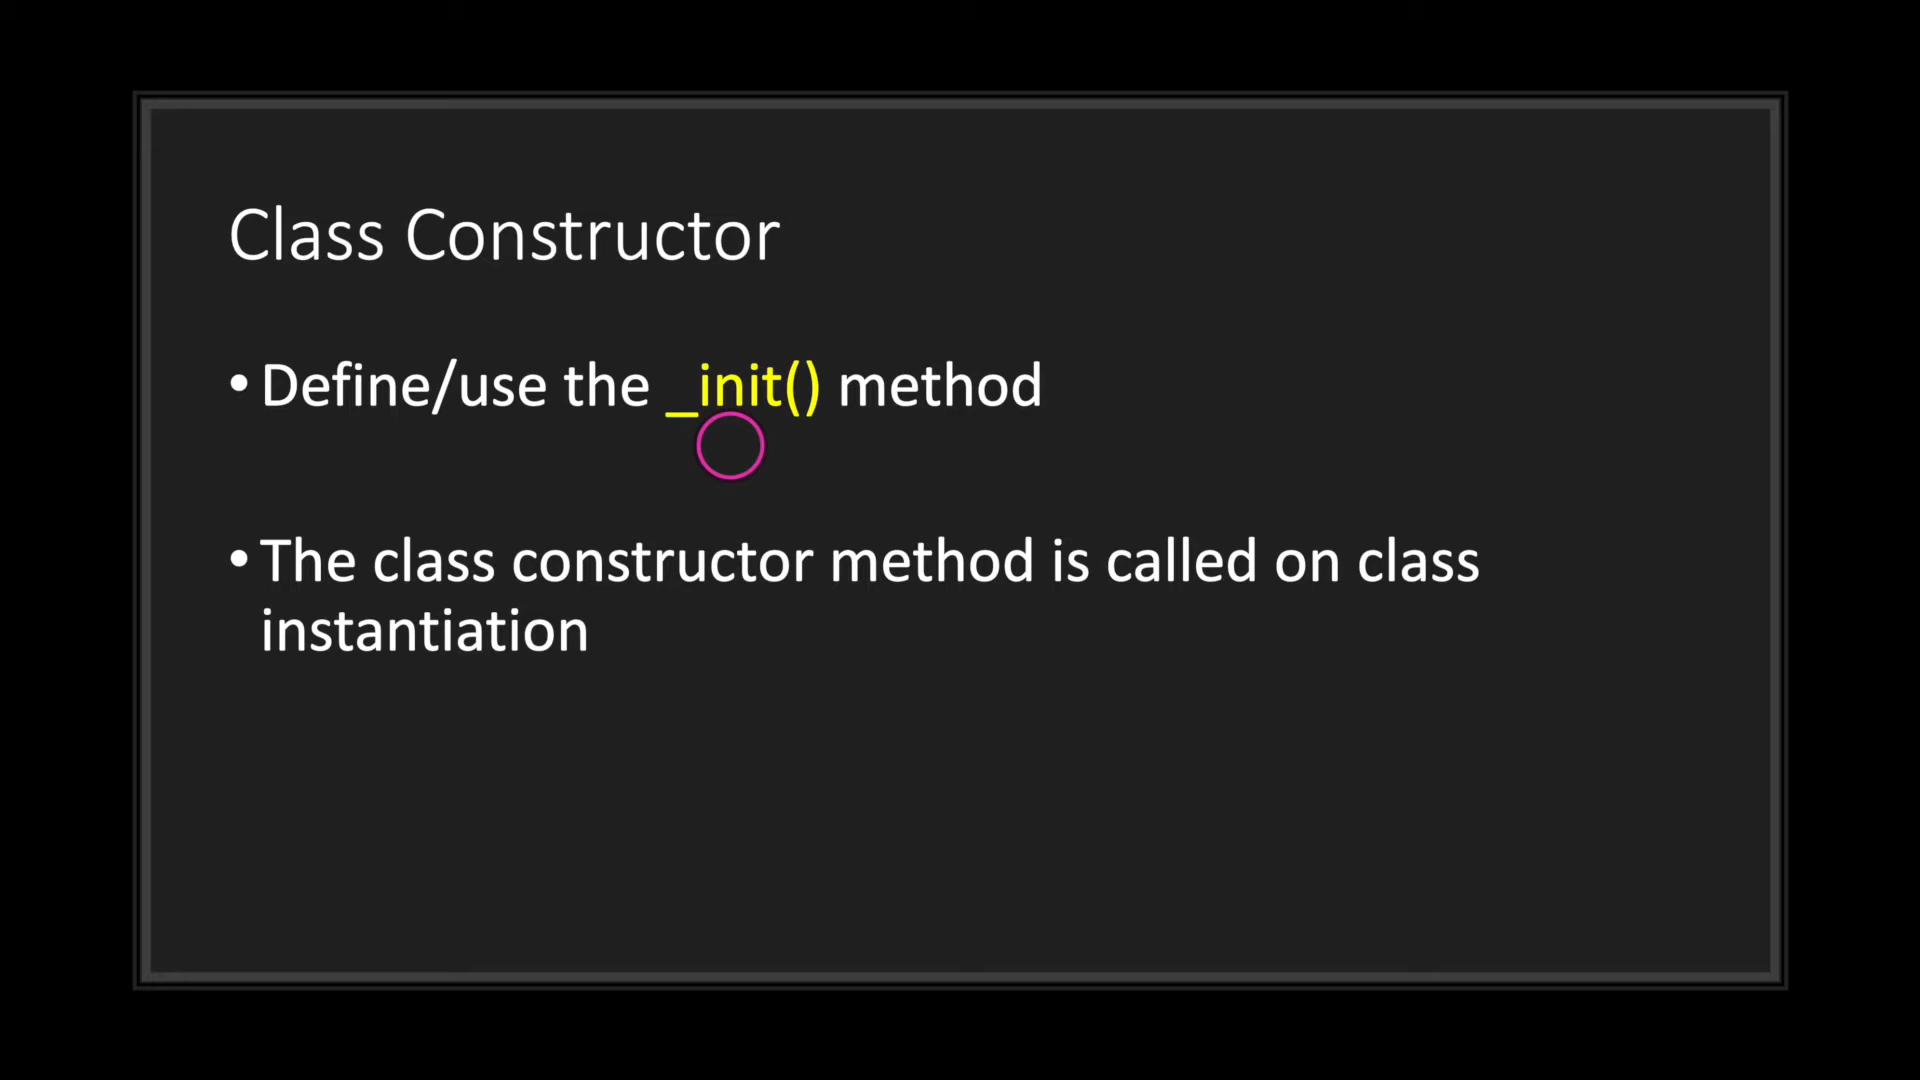 Class Constructor
• Define/use the _init() method
• The class constructor method is called on class
instantiation